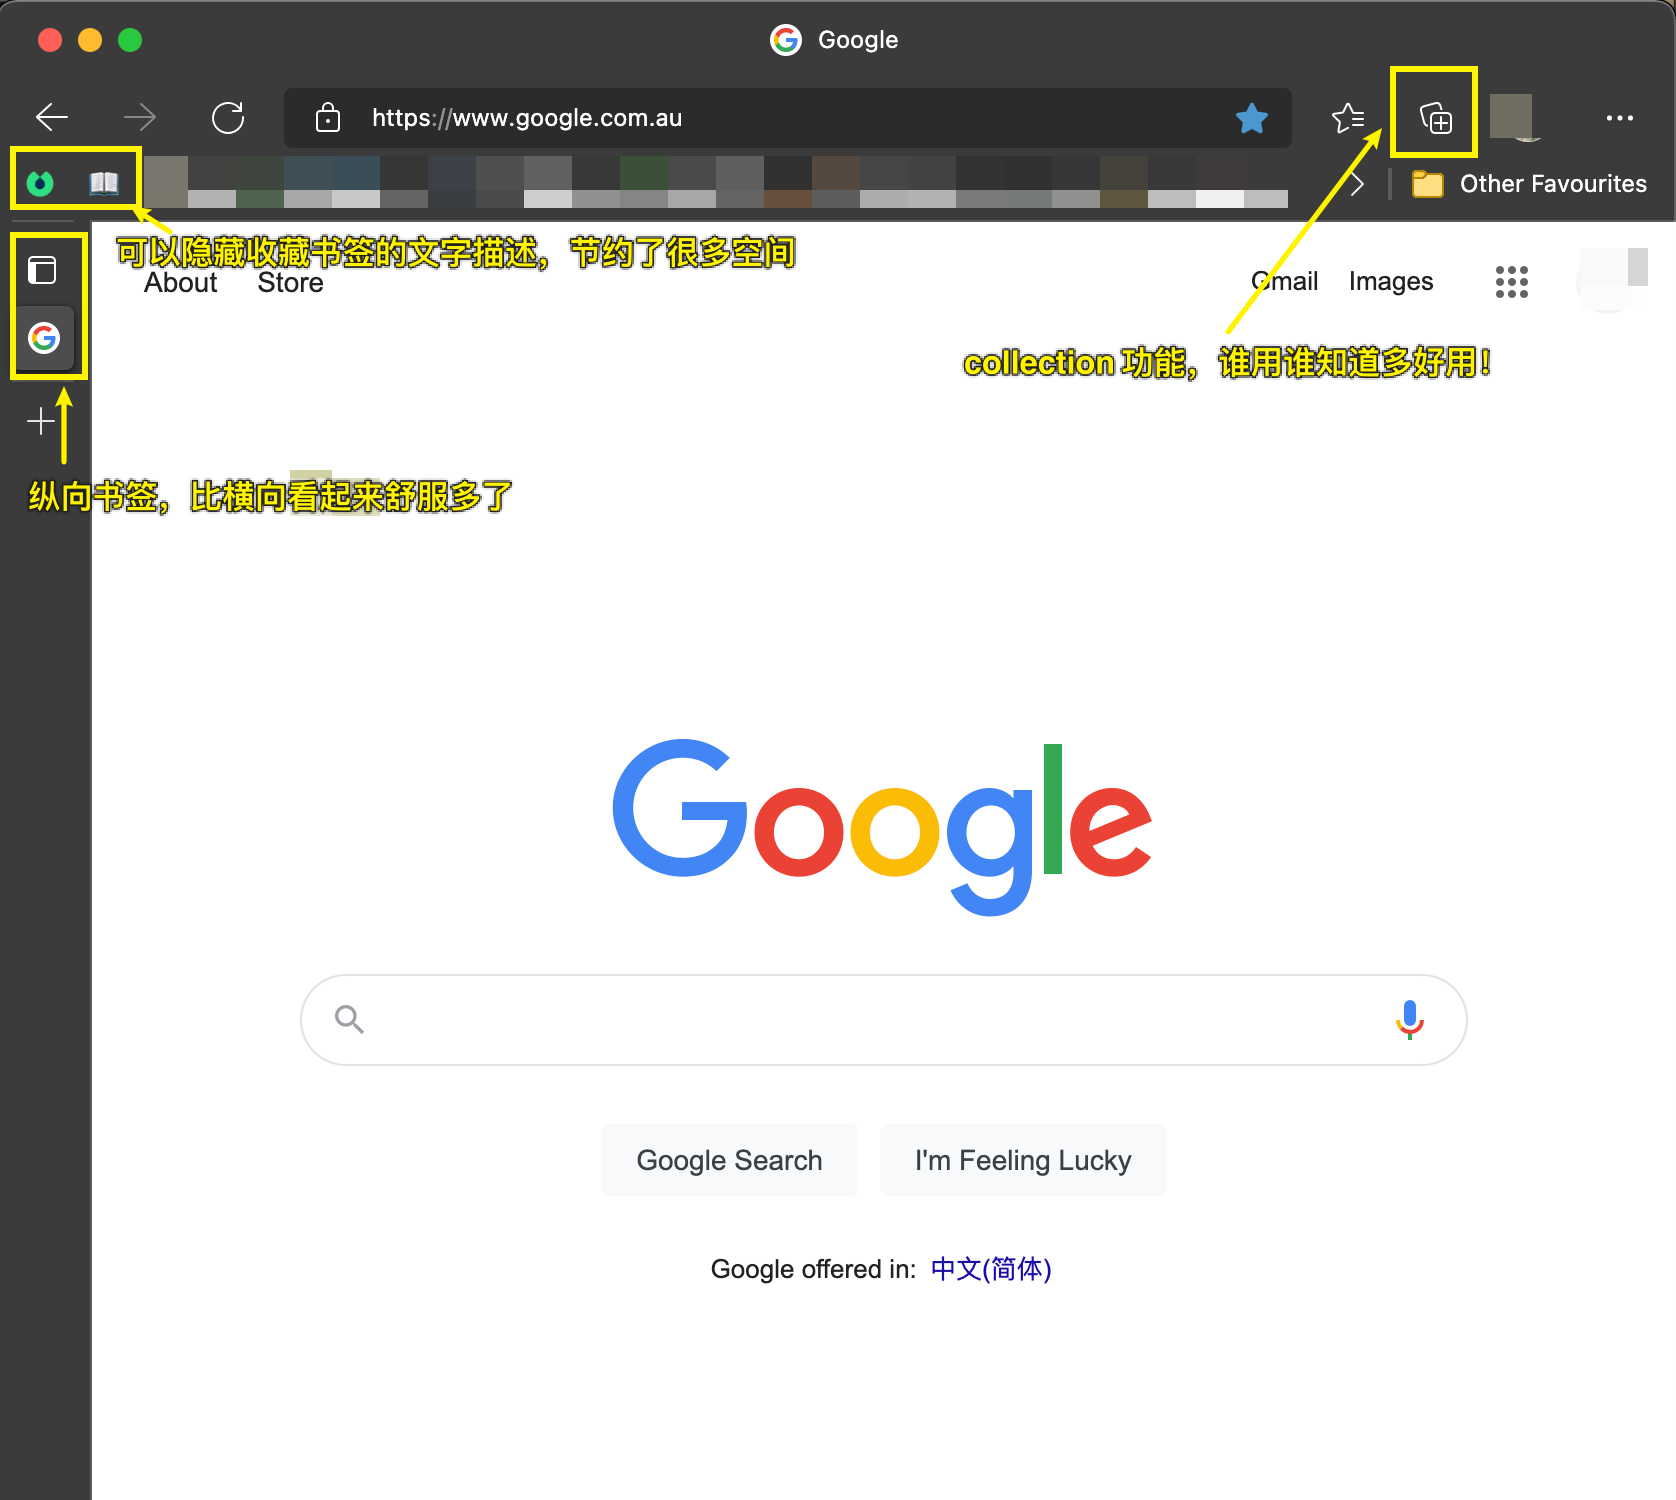 Google
https://www.google.com.au
Other Favourites
可以隐藏收藏书签的文字描述，节约了很多空间
About Store
Gmail Images
collection 功能，谁用谁知道多好用！
纵向书签，比横向看起来舒服多了
Google
Google Search I'm Feeling Lucky
Google offered in: 中文(简体)